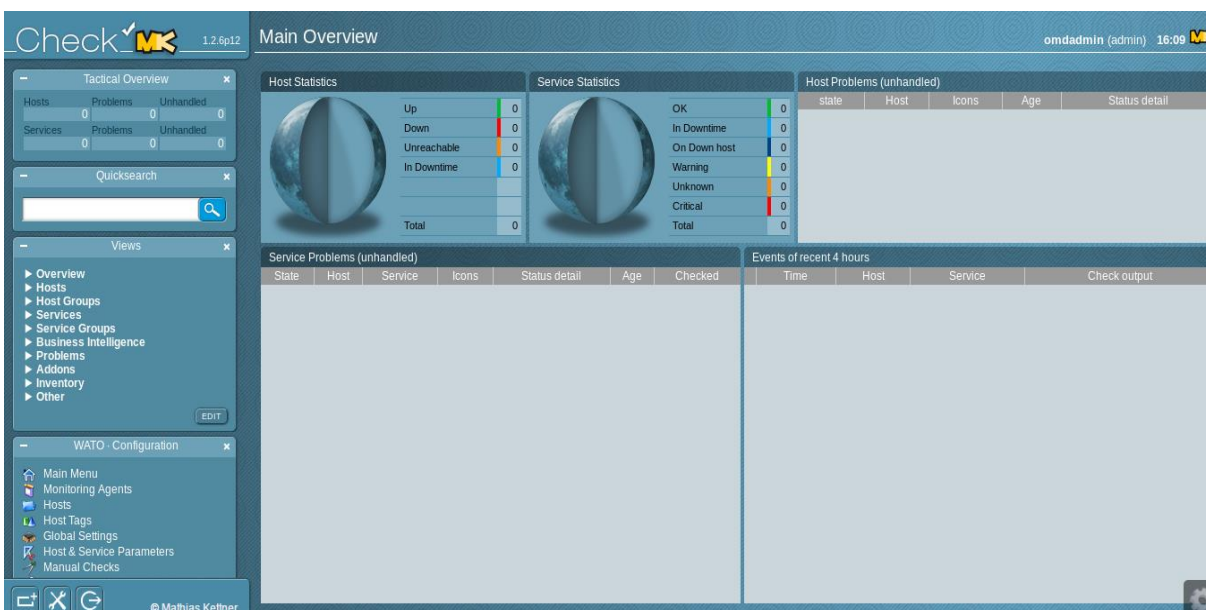 Check MK 1.2.6p12
Main Overview
omdadmin (admin) 16:09
Tactical Overview
Hosts Problems Unhandled
0 0 0
Services Problems Unhandled
0 0 0
Quicksearch
Views
Overview
Hosts
Host Groups
Services
Service Groups
Business Intelligence
Problems
Addons
Inventory
Other
EDIT
WATO · Configuration
Main Menu
Monitoring Agents
Hosts
Host Tags
Global Settings
Host & Service Parameters
Manual Checks
© Mathias Kettner
Host Statistics
Up 0
Down 0
Unreachable 0
In Downtime 0
Total 0
Service Statistics
OK 0
In Downtime 0
On Down host 0
Warning 0
Unknown 0
Critical 0
Total 0
Host Problems (unhandled)
state Host Icons Age Status detail
Service Problems (unhandled)
State Host Service Icons Status detail Age Checked
Events of recent 4 hours
Time Host Service Check output